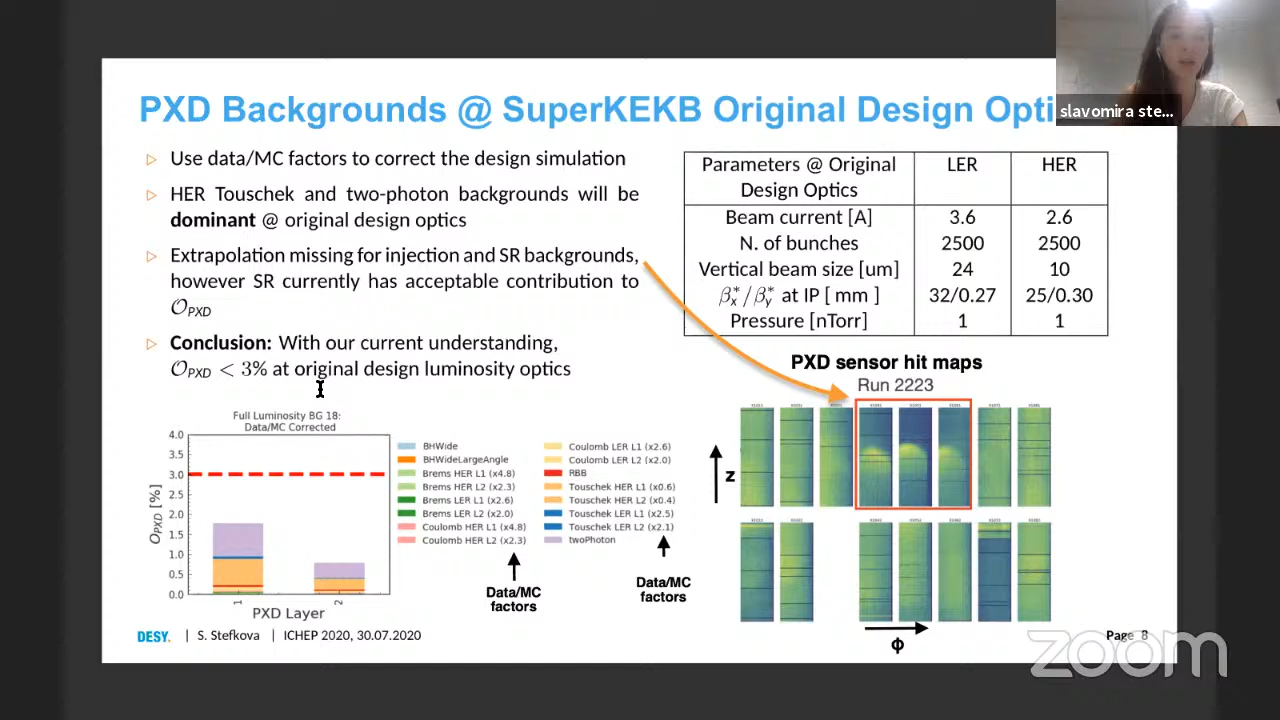 slavomira ste...
PXD Backgrounds @ SuperKEKB Original Design Opti
▹ Use data/MC factors to correct the design simulation
▹ HER Touschek and two-photon backgrounds will be
dominant @ original design optics
▹ Extrapolation missing for injection and SR backgrounds,
however SR currently has acceptable contribution to
𝒪PXD
▹ Conclusion: With our current understanding,
𝒪PXD < 3% at original design luminosity optics
Parameters @ Original Design Optics LER HER
Beam current [A] 3.6 2.6
N. of bunches 2500 2500
Vertical beam size [um] 24 10
β*x/β*y at IP [ mm ] 32/0.27 25/0.30
Pressure [nTorr] 1 1
PXD sensor hit maps
Run 2223
z
ϕ
Full Luminosity BG 18:
Data/MC Corrected
4.0
3.5
3.0
2.5
2.0
1.5
1.0
0.5
0.0
OPXD [%]
1 2
PXD Layer
BHWide
BHWideLargeAngle
Brems HER L1 (x4.8)
Brems HER L2 (x2.3)
Brems LER L1 (x2.6)
Brems LER L2 (x2.0)
Coulomb HER L1 (x4.8)
Coulomb HER L2 (x2.3)
Coulomb LER L1 (x2.6)
Coulomb LER L2 (x2.0)
RBB
Touschek HER L1 (x0.6)
Touschek HER L2 (x0.4)
Touschek LER L1 (x2.5)
Touschek LER L2 (x2.1)
twoPhoton
Data/MC
factors
Data/MC
factors
DESY. | S. Stefkova | ICHEP 2020, 30.07.2020
Page 8
zoom